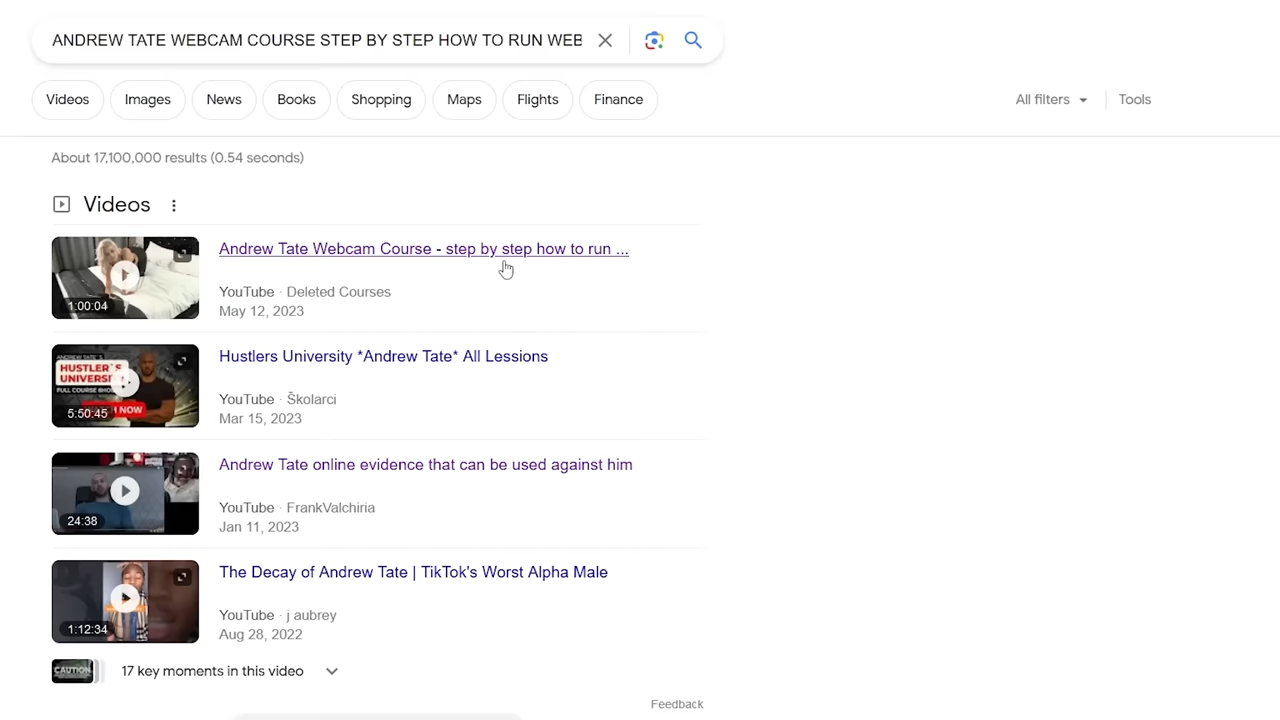 ANDREW TATE WEBCAM COURSE STEP BY STEP HOW TO RUN WEB
Videos
Images
News
Books
Shopping
Maps
Flights
Finance
All filters
Tools
About 17,100,000 results (0.54 seconds)
Videos
Andrew Tate Webcam Course - step by step how to run ...
1:00:04
YouTube · Deleted Courses
May 12, 2023
Hustlers University *Andrew Tate* All Lessions
ANDREW TATE'S
HUSTLER'S
UNIVERSITY
5:50:45
YouTube · Školarci
Mar 15, 2023
Andrew Tate online evidence that can be used against him
24:38
YouTube · FrankValchiria
Jan 11, 2023
The Decay of Andrew Tate | TikTok's Worst Alpha Male
1:12:34
YouTube · j aubrey
Aug 28, 2022
CAUTION
17 key moments in this video
Feedback